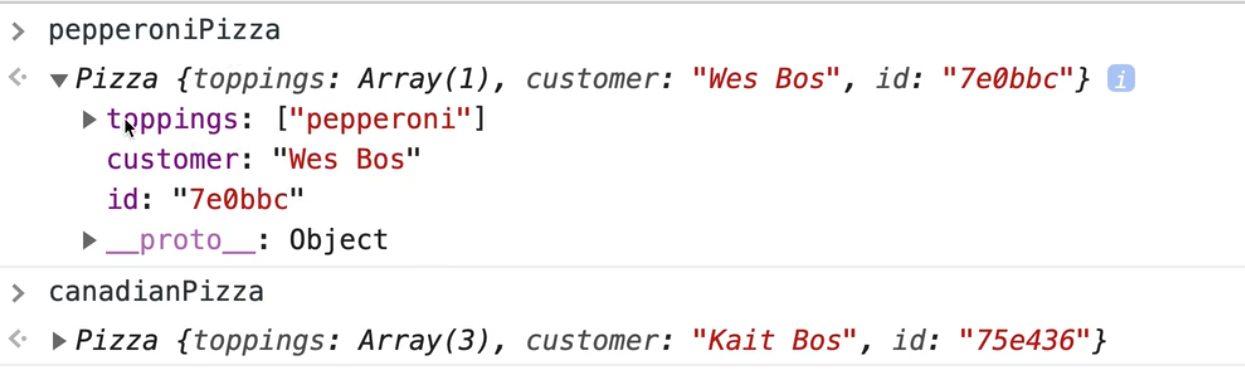 > pepperoniPizza
Pizza {toppings: Array(1), customer: "Wes Bos", id: "7e0bbc"} i
toppings: ["pepperoni"]
customer: "Wes Bos"
id: "7e0bbc"
__proto__: Object
> canadianPizza
Pizza {toppings: Array(3), customer: "Kait Bos", id: "75e436"}